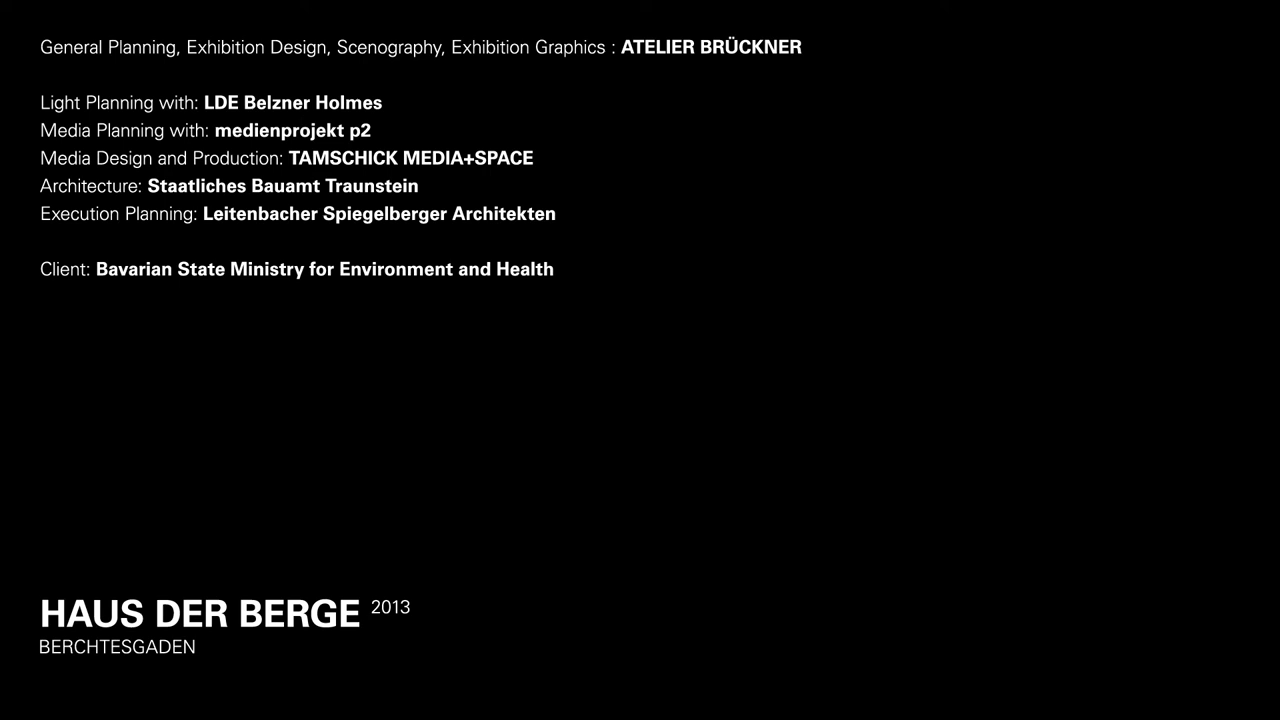 General Planning, Exhibition Design, Scenography, Exhibition Graphics : ATELIER BRÜCKNER
Light Planning with: LDE Belzner Holmes
Media Planning with: medienprojekt p2
Media Design and Production: TAMSCHICK MEDIA+SPACE
Architecture: Staatliches Bauamt Traunstein
Execution Planning: Leitenbacher Spiegelberger Architekten
Client: Bavarian State Ministry for Environment and Health
HAUS DER BERGE 2013
BERCHTESGADEN